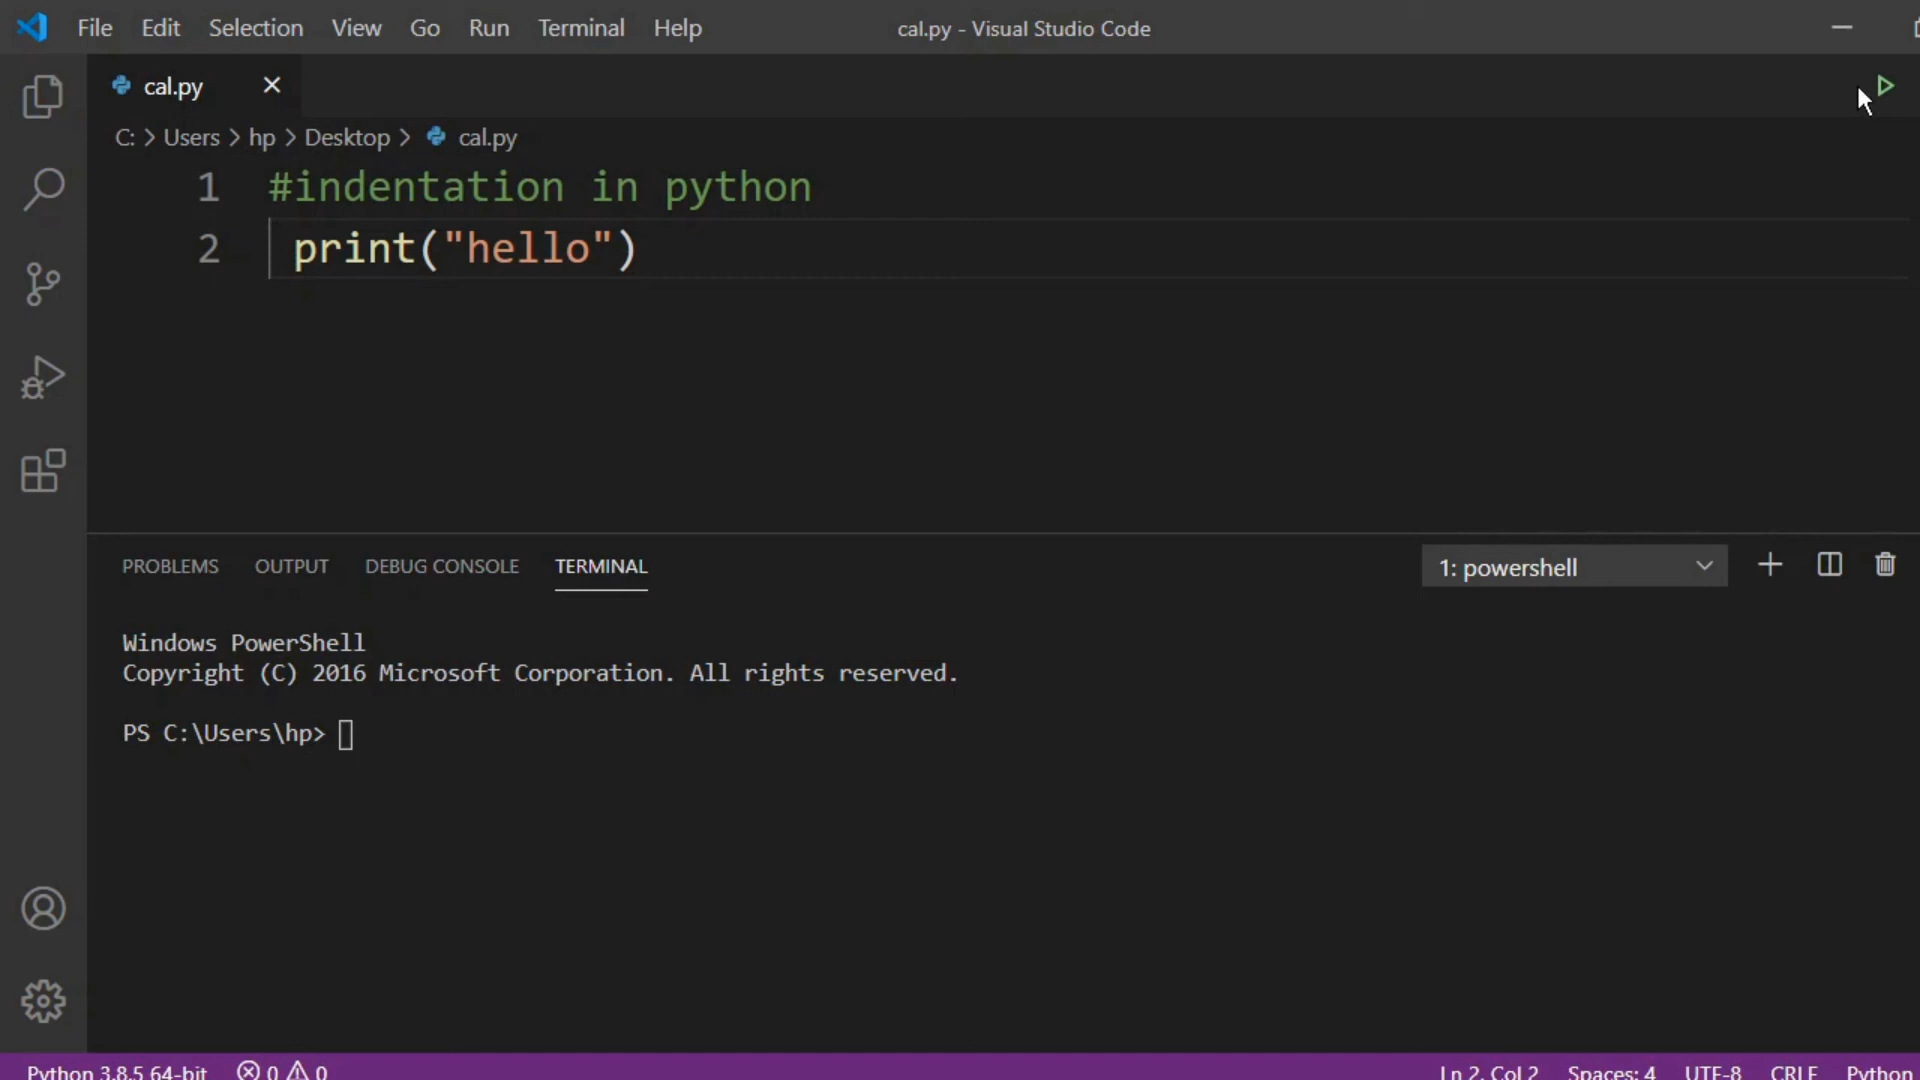 File Edit Selection View Go Run Terminal Help cal.py - Visual Studio Code
cal.py
C: > Users > hp > Desktop > cal.py
1 #indentation in python
2  print("hello")
PROBLEMS OUTPUT DEBUG CONSOLE TERMINAL 1: powershell
Windows PowerShell
Copyright (C) 2016 Microsoft Corporation. All rights reserved.
PS C:\Users\hp>
Python 3.8.5 64-bit 0 0 Ln 2, Col 2 Spaces: 4 UTF-8 CRLF Python